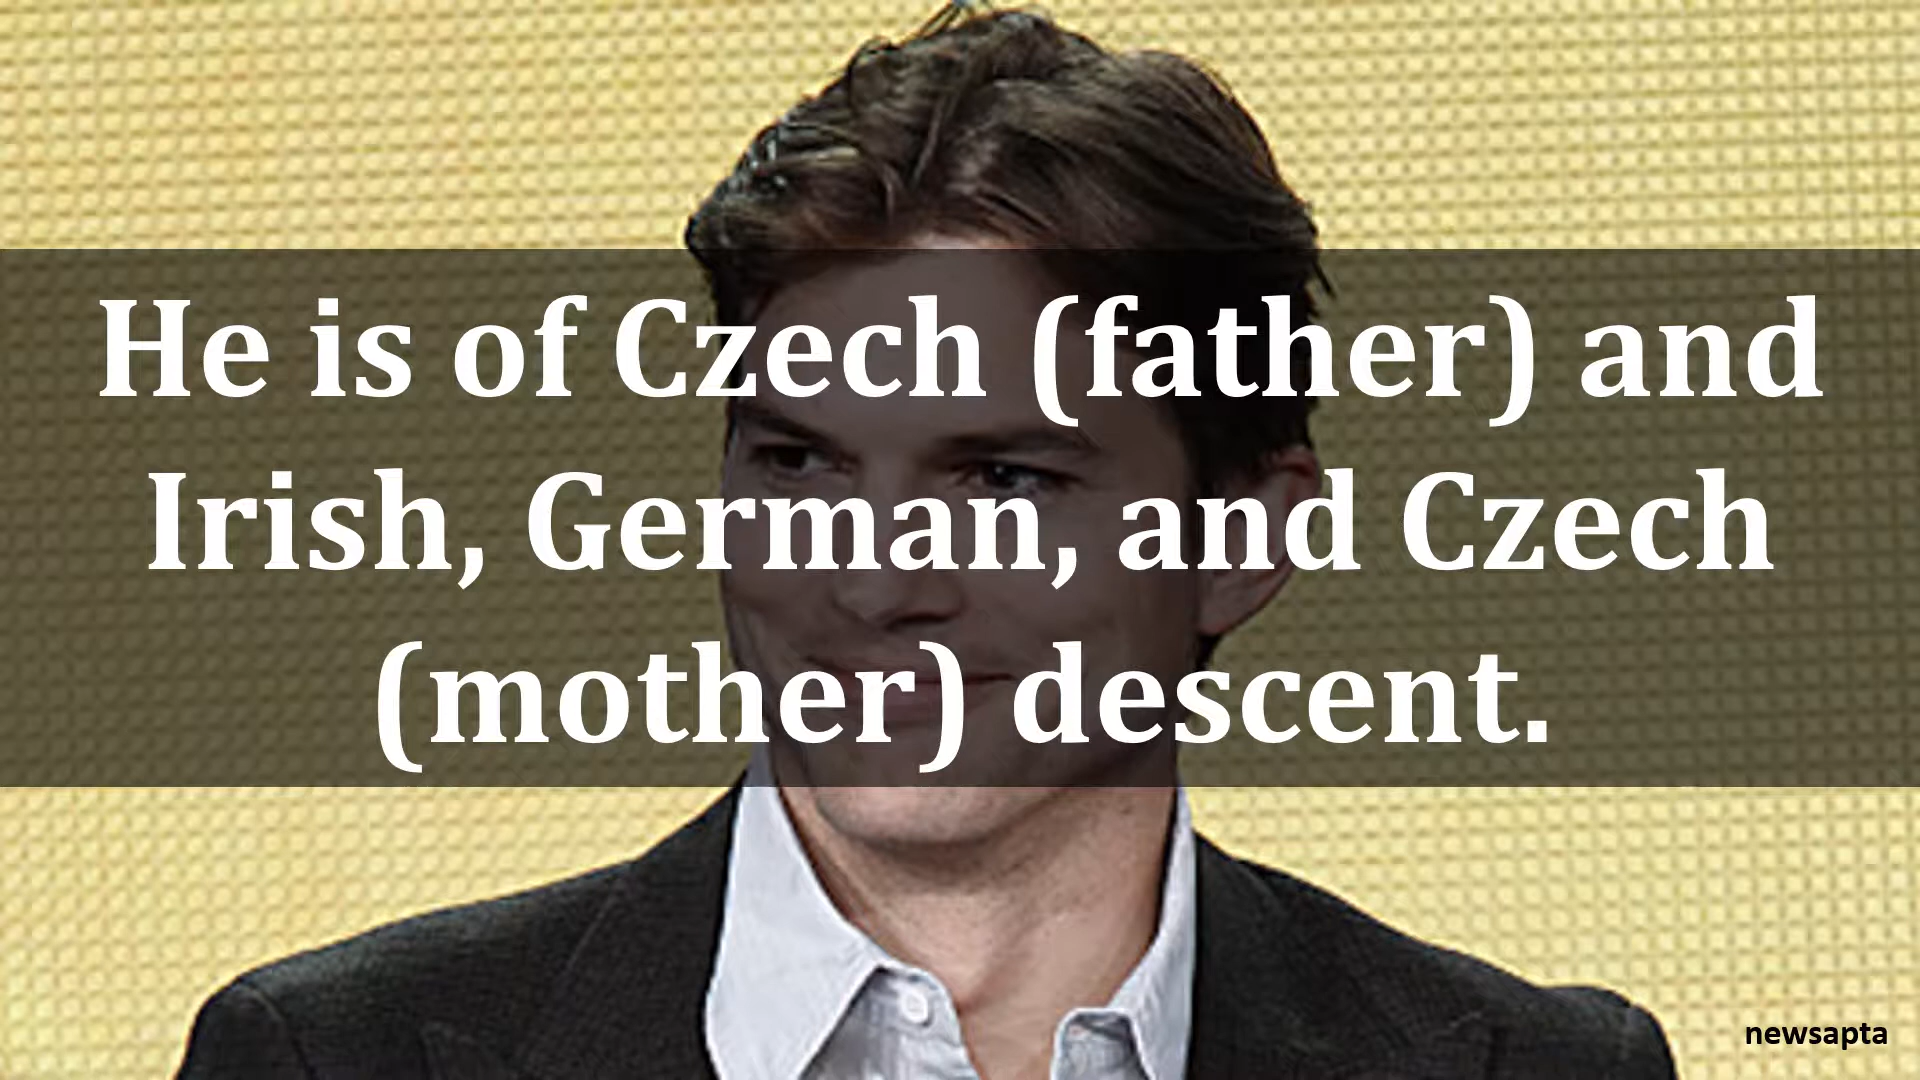 He is of Czech (father) and
Irish, German, and Czech
(mother) descent.
newsapta